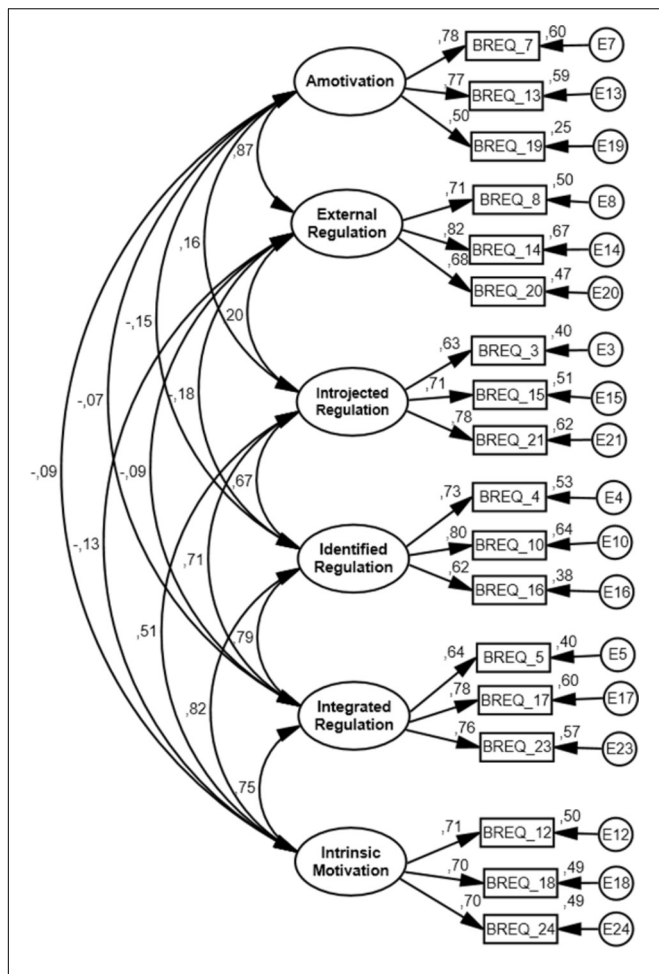 ,78
BREQ_7
,60
E7
Amotivation
,77
BREQ_13
,59
E13
,50
BREQ_19
,25
E19
,87
,71
BREQ_8
,50
E8
External
Regulation
,82
BREQ_14
,67
E14
,16
,68
BREQ_20
,47
E20
-,15
,20
,63
BREQ_3
,40
E3
-,07
-,18
Introjected
Regulation
,71
BREQ_15
,51
E15
,78
BREQ_21
,62
E21
-,09
-,09
,67
,73
BREQ_4
,53
E4
-,13
Identified
Regulation
,80
BREQ_10
,64
E10
,71
,62
BREQ_16
,38
E16
,51
,79
,64
BREQ_5
,40
E5
,82
Integrated
Regulation
,78
BREQ_17
,60
E17
,76
BREQ_23
,57
E23
,75
,71
BREQ_12
,50
E12
Intrinsic
Motivation
,70
BREQ_18
,49
E18
,70
BREQ_24
,49
E24